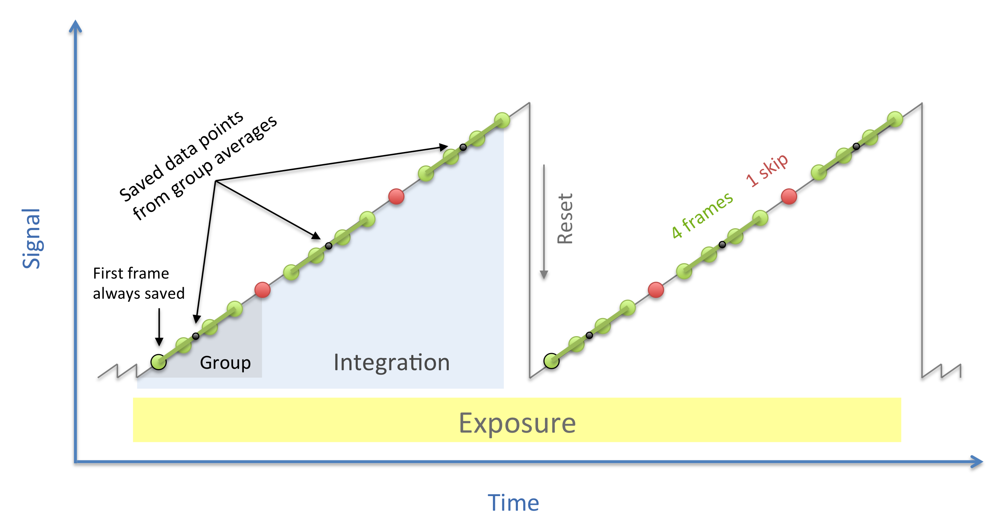 Saved data points
from group averages
1 skip
4 frames
Reset
Signal
First frame
always saved
Group
Integration
Exposure
Time